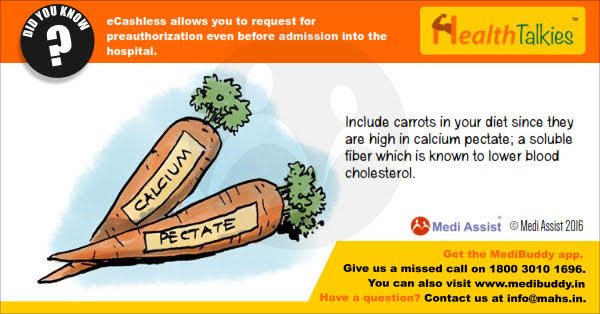 DID YOU KNOW
?
eCashless allows you to request for
preauthorization even before admission into the
hospital.
HealthTalkies™
Include carrots in your diet since they
are high in calcium pectate; a soluble
fiber which is known to lower blood
cholesterol.
CALCIUM
PECTATE
Medi Assist® © Medi Assist 2016
Get the MediBuddy app.
Give us a missed call on 1800 3010 1696.
You can also visit www.medibuddy.in
Have a question? Contact us at info@mahs.in.